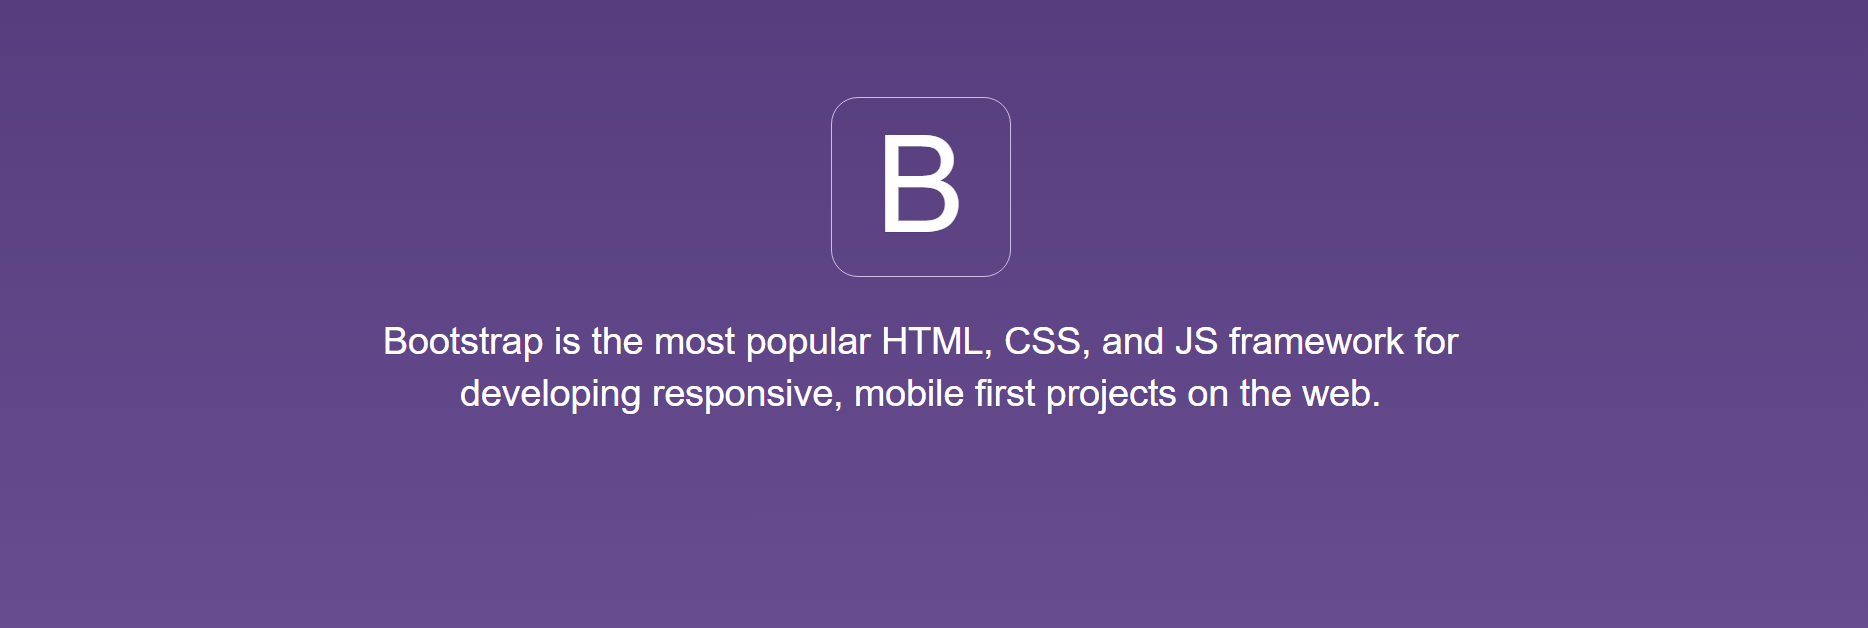 B
Bootstrap is the most popular HTML, CSS, and JS framework for
developing responsive, mobile first projects on the web.